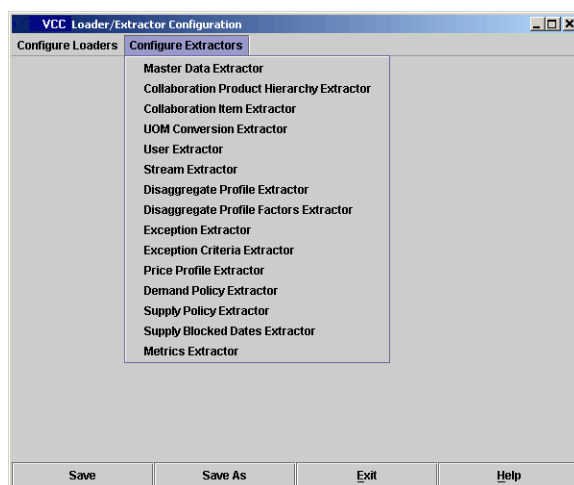 VCC Loader/Extractor Configuration
Configure Loaders Configure Extractors
Master Data Extractor
Collaboration Product Hierarchy Extractor
Collaboration Item Extractor
UOM Conversion Extractor
User Extractor
Stream Extractor
Disaggregate Profile Extractor
Disaggregate Profile Factors Extractor
Exception Extractor
Exception Criteria Extractor
Price Profile Extractor
Demand Policy Extractor
Supply Policy Extractor
Supply Blocked Dates Extractor
Metrics Extractor
Save Save As Exit Help